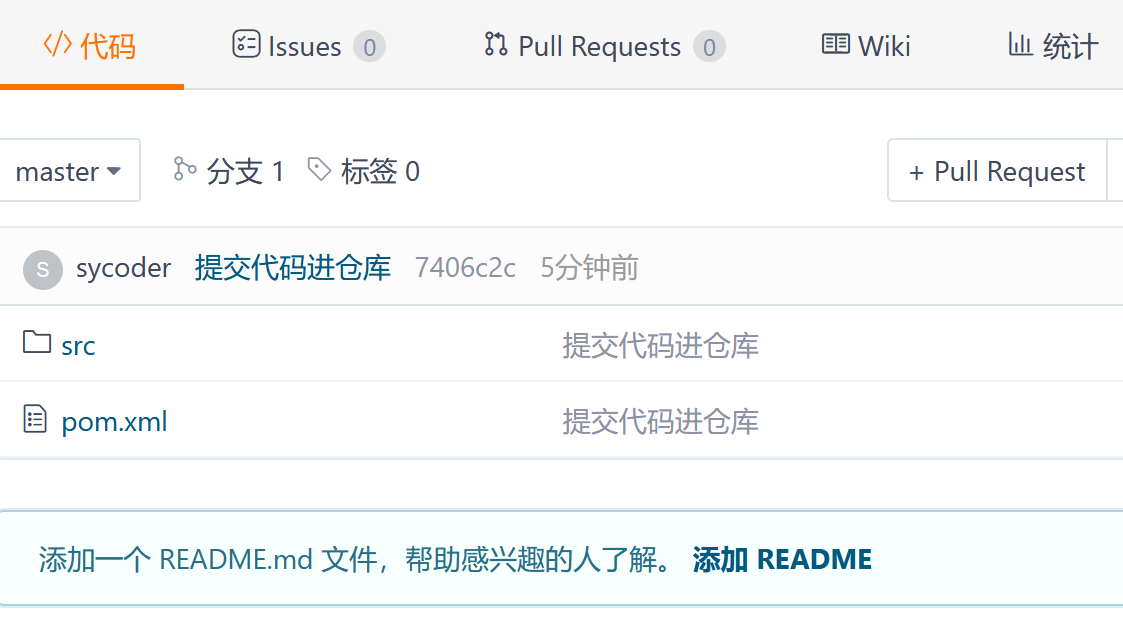 </> 代码 Issues 0 Pull Requests 0 Wiki 统计
master 分支 1 标签 0 + Pull Request
S sycoder 提交代码进仓库 7406c2c 5分钟前
src 提交代码进仓库
pom.xml 提交代码进仓库
添加一个 README.md 文件，帮助感兴趣的人了解。 添加 README